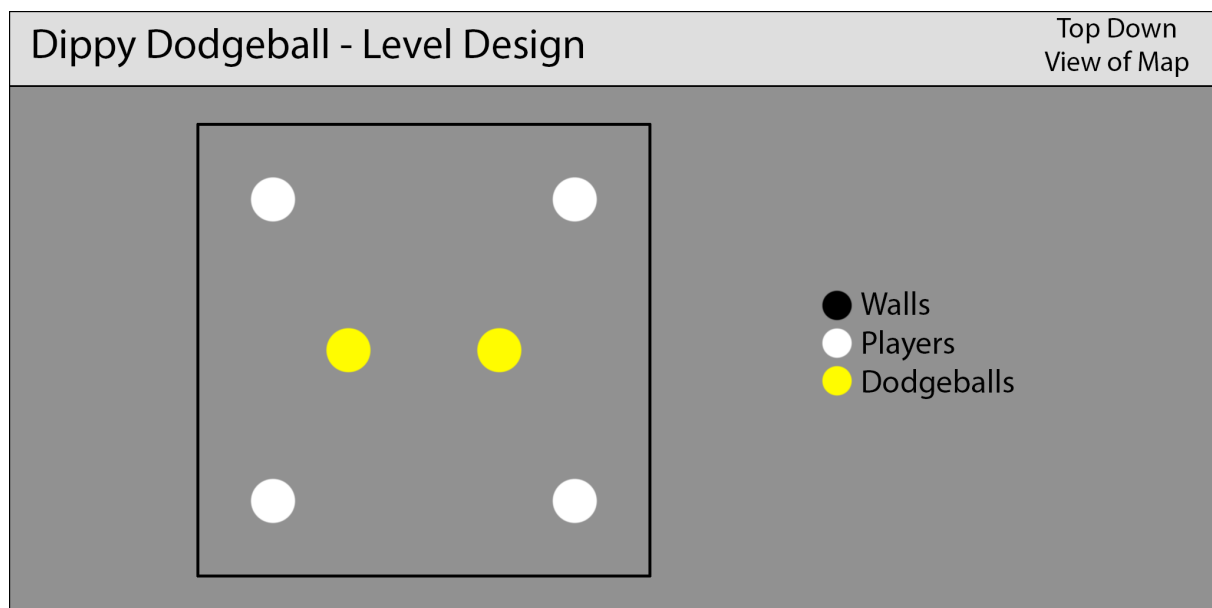 Dippy Dodgeball - Level Design
Top Down
View of Map
Walls
Players
Dodgeballs